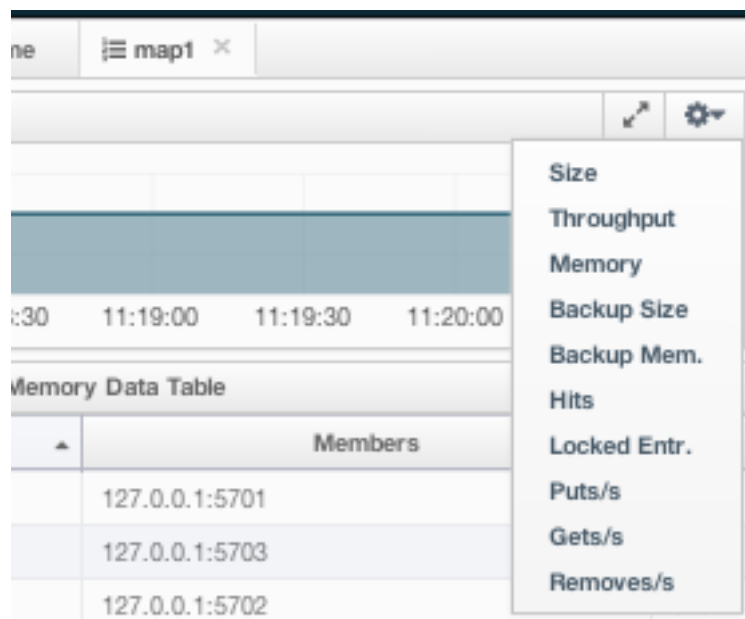 me
map1
Size
Throughput
Memory
Backup Size
Backup Mem.
Hits
Locked Entr.
Puts/s
Gets/s
Removes/s
:30 11:19:00 11:19:30 11:20:00
Memory Data Table
Members
127.0.0.1:5701
127.0.0.1:5703
127.0.0.1:5702